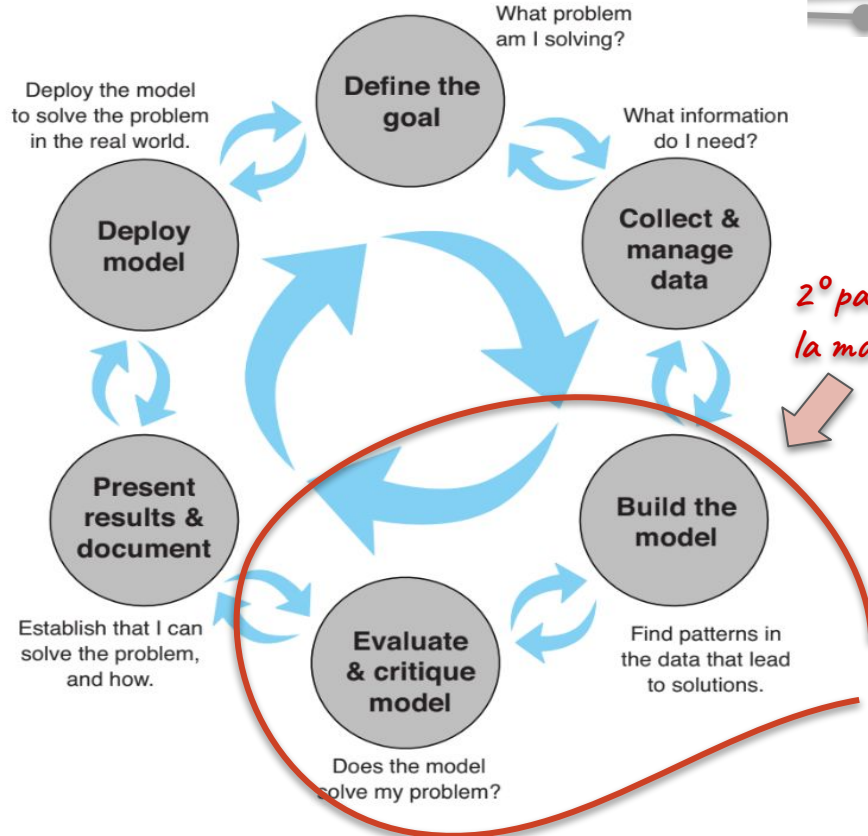 What problem
am I solving?
Define the
goal
Deploy the model
to solve the problem
in the real world.
What information
do I need?
Deploy
model
Collect &
manage
data
2º pa
la ma
Present
results &
document
Build the
model
Establish that I can
solve the problem,
and how.
Evaluate
& critique
model
Find patterns in
the data that lead
to solutions.
Does the model
solve my problem?